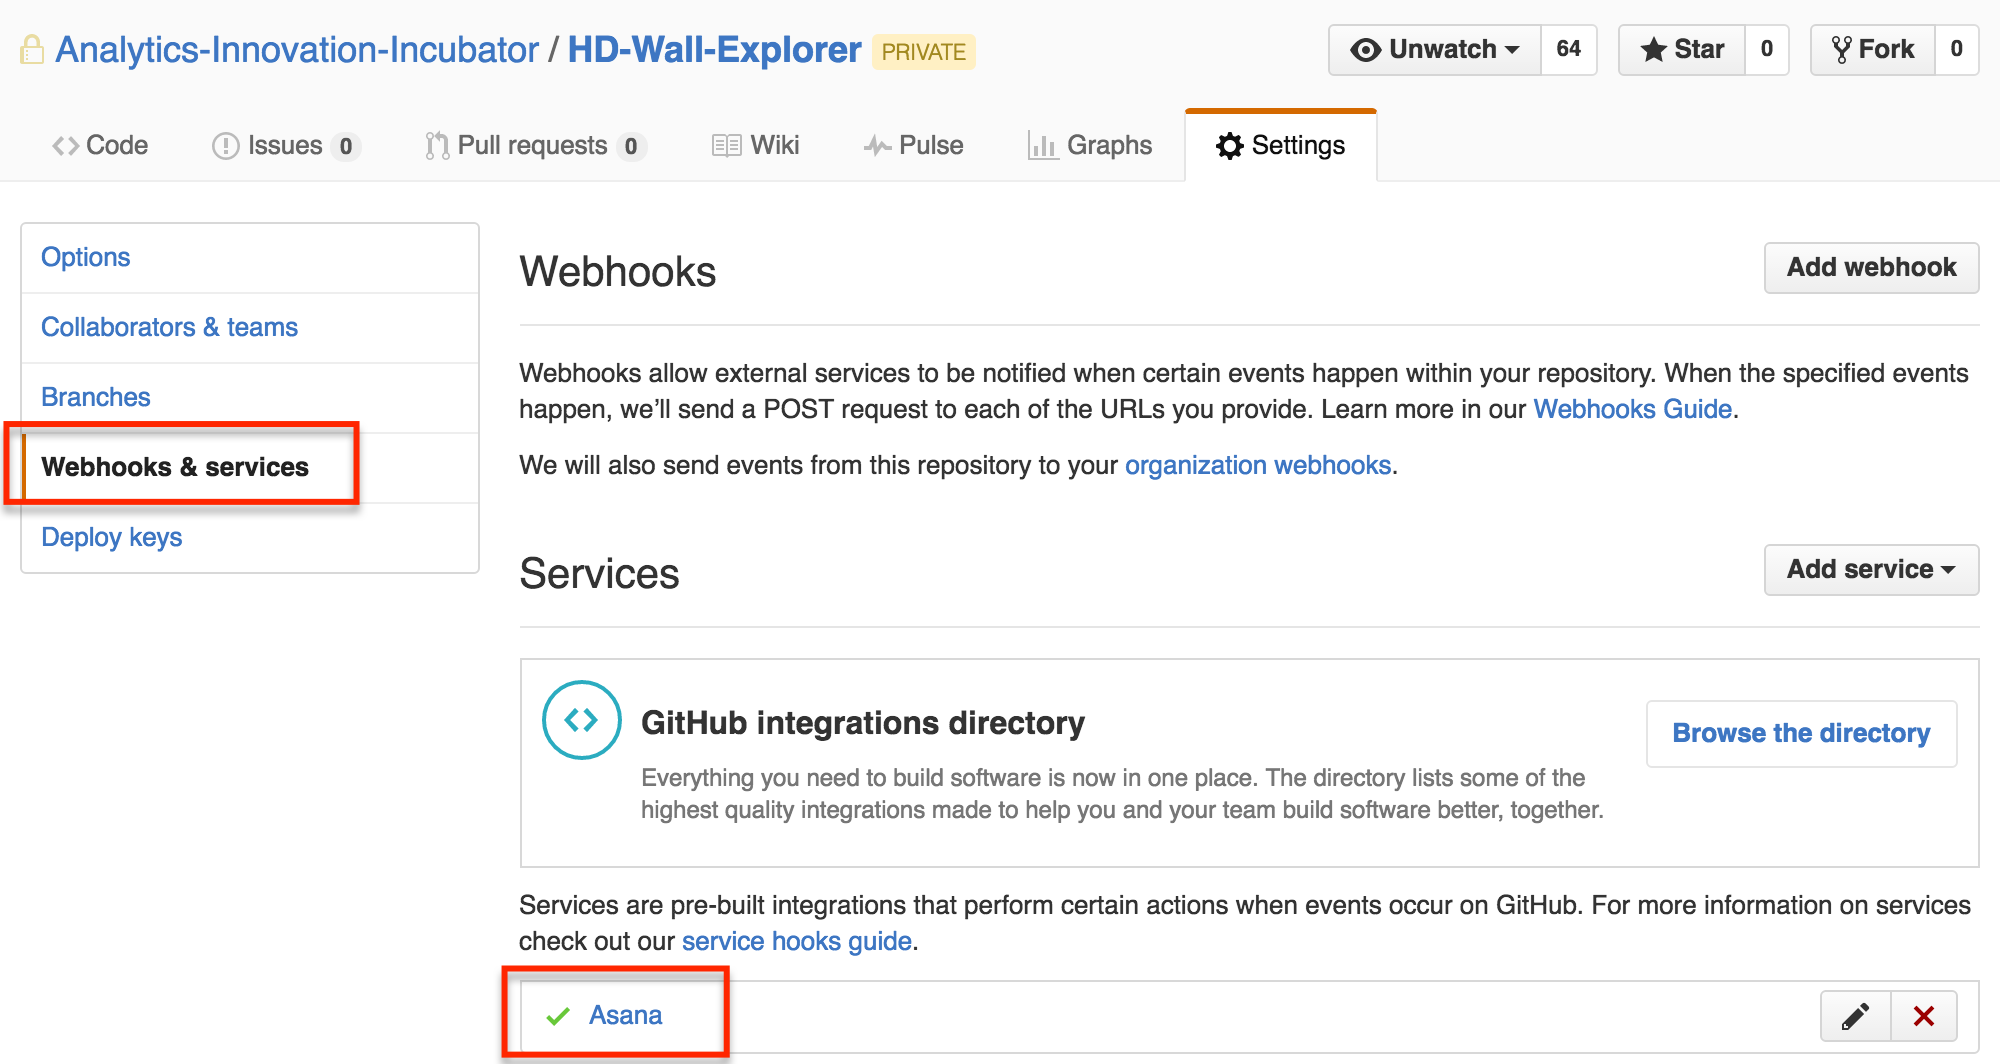 Analytics-Innovation-Incubator / HD-Wall-Explorer PRIVATE
Unwatch 64 Star 0 Fork 0
Code Issues 0 Pull requests 0 Wiki Pulse Graphs Settings
Options
Collaborators & teams
Branches
Webhooks & services
Deploy keys
Webhooks
Add webhook
Webhooks allow external services to be notified when certain events happen within your repository. When the specified events
happen, we’ll send a POST request to each of the URLs you provide. Learn more in our Webhooks Guide.
We will also send events from this repository to your organization webhooks.
Services
Add service
GitHub integrations directory
Browse the directory
Everything you need to build software is now in one place. The directory lists some of the
highest quality integrations made to help you and your team build software better, together.
Services are pre-built integrations that perform certain actions when events occur on GitHub. For more information on services
check out our service hooks guide.
Asana